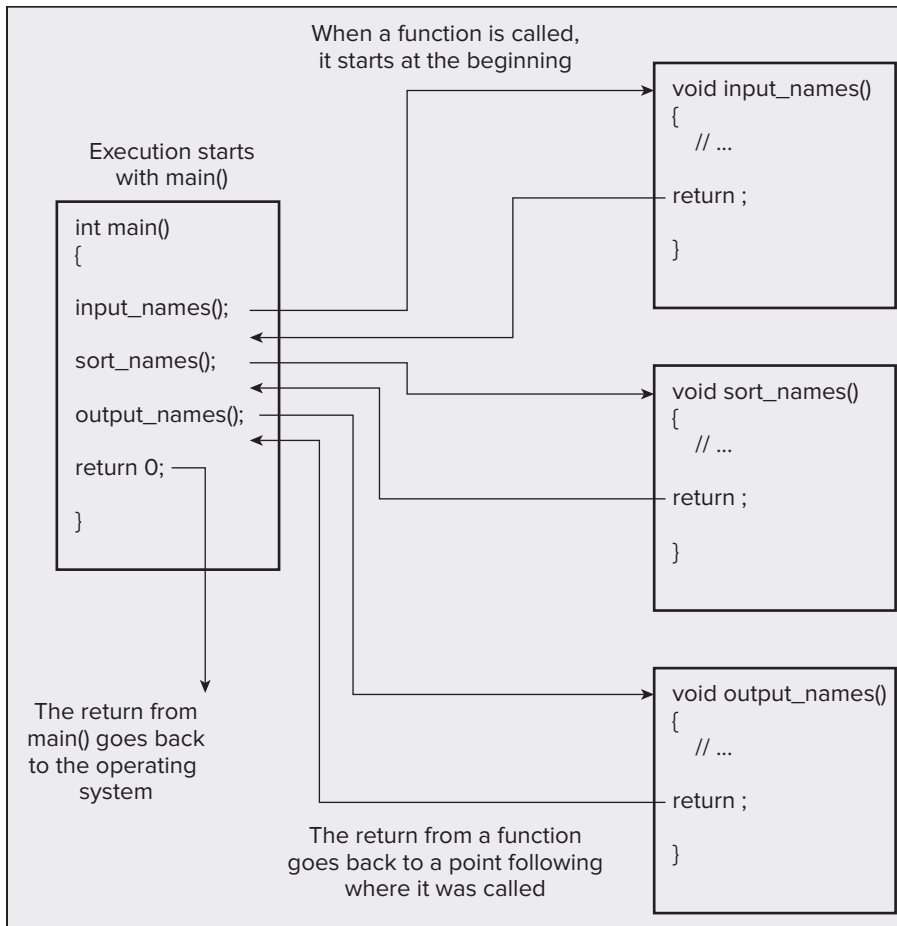 When a function is called,
it starts at the beginning
Execution starts
with main()
int main()
{
input_names();
sort_names();
output_names();
return 0;
}
The return from
main() goes back
to the operating
system
void input_names()
{
// ...
return ;
}
void sort_names()
{
// ...
return ;
}
void output_names()
{
// ...
return ;
}
The return from a function
goes back to a point following
where it was called